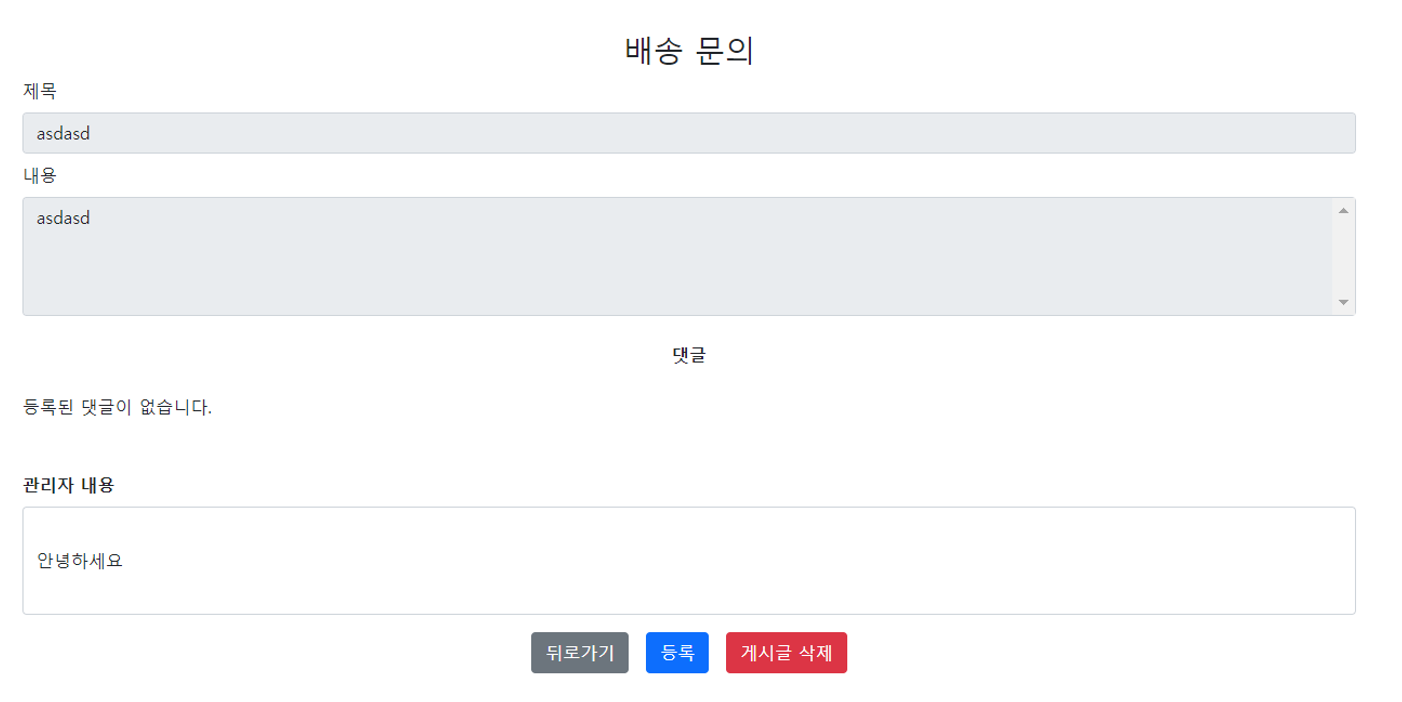 배송 문의
제목
asdasd
내용
asdasd
댓글
등록된 댓글이 없습니다.
관리자 내용
안녕하세요
뒤로가기 등록 게시글 삭제